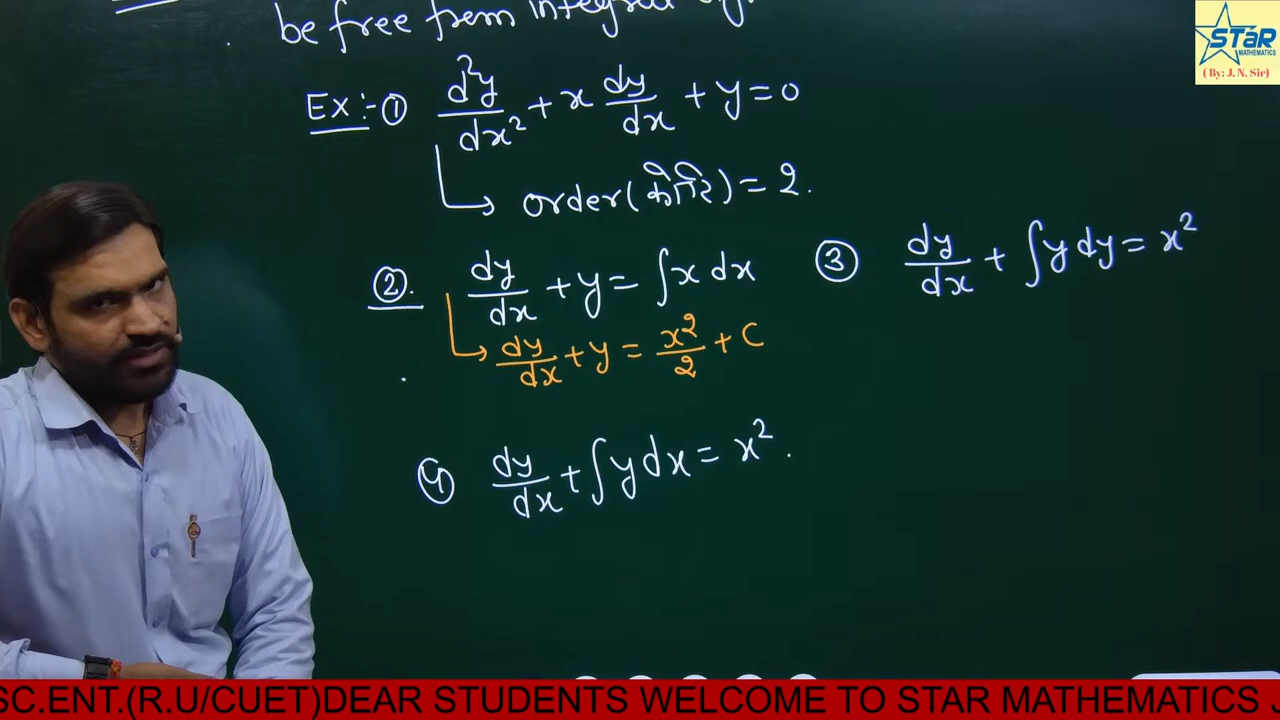 be free from integral
Ex:-① d²y/dx² + x dy/dx + y = 0
order(कोटि) = 2.
②. dy/dx + y = ∫x dx
dy/dx + y = x²/2 + C
③ dy/dx + ∫y dy = x²
④ dy/dx + ∫y dx = x².
STAR
MATHEMATICS
( By: J. N. Sir)
SC.ENT.(R.U/CUET)DEAR STUDENTS WELCOME TO STAR MATHEMATICS J